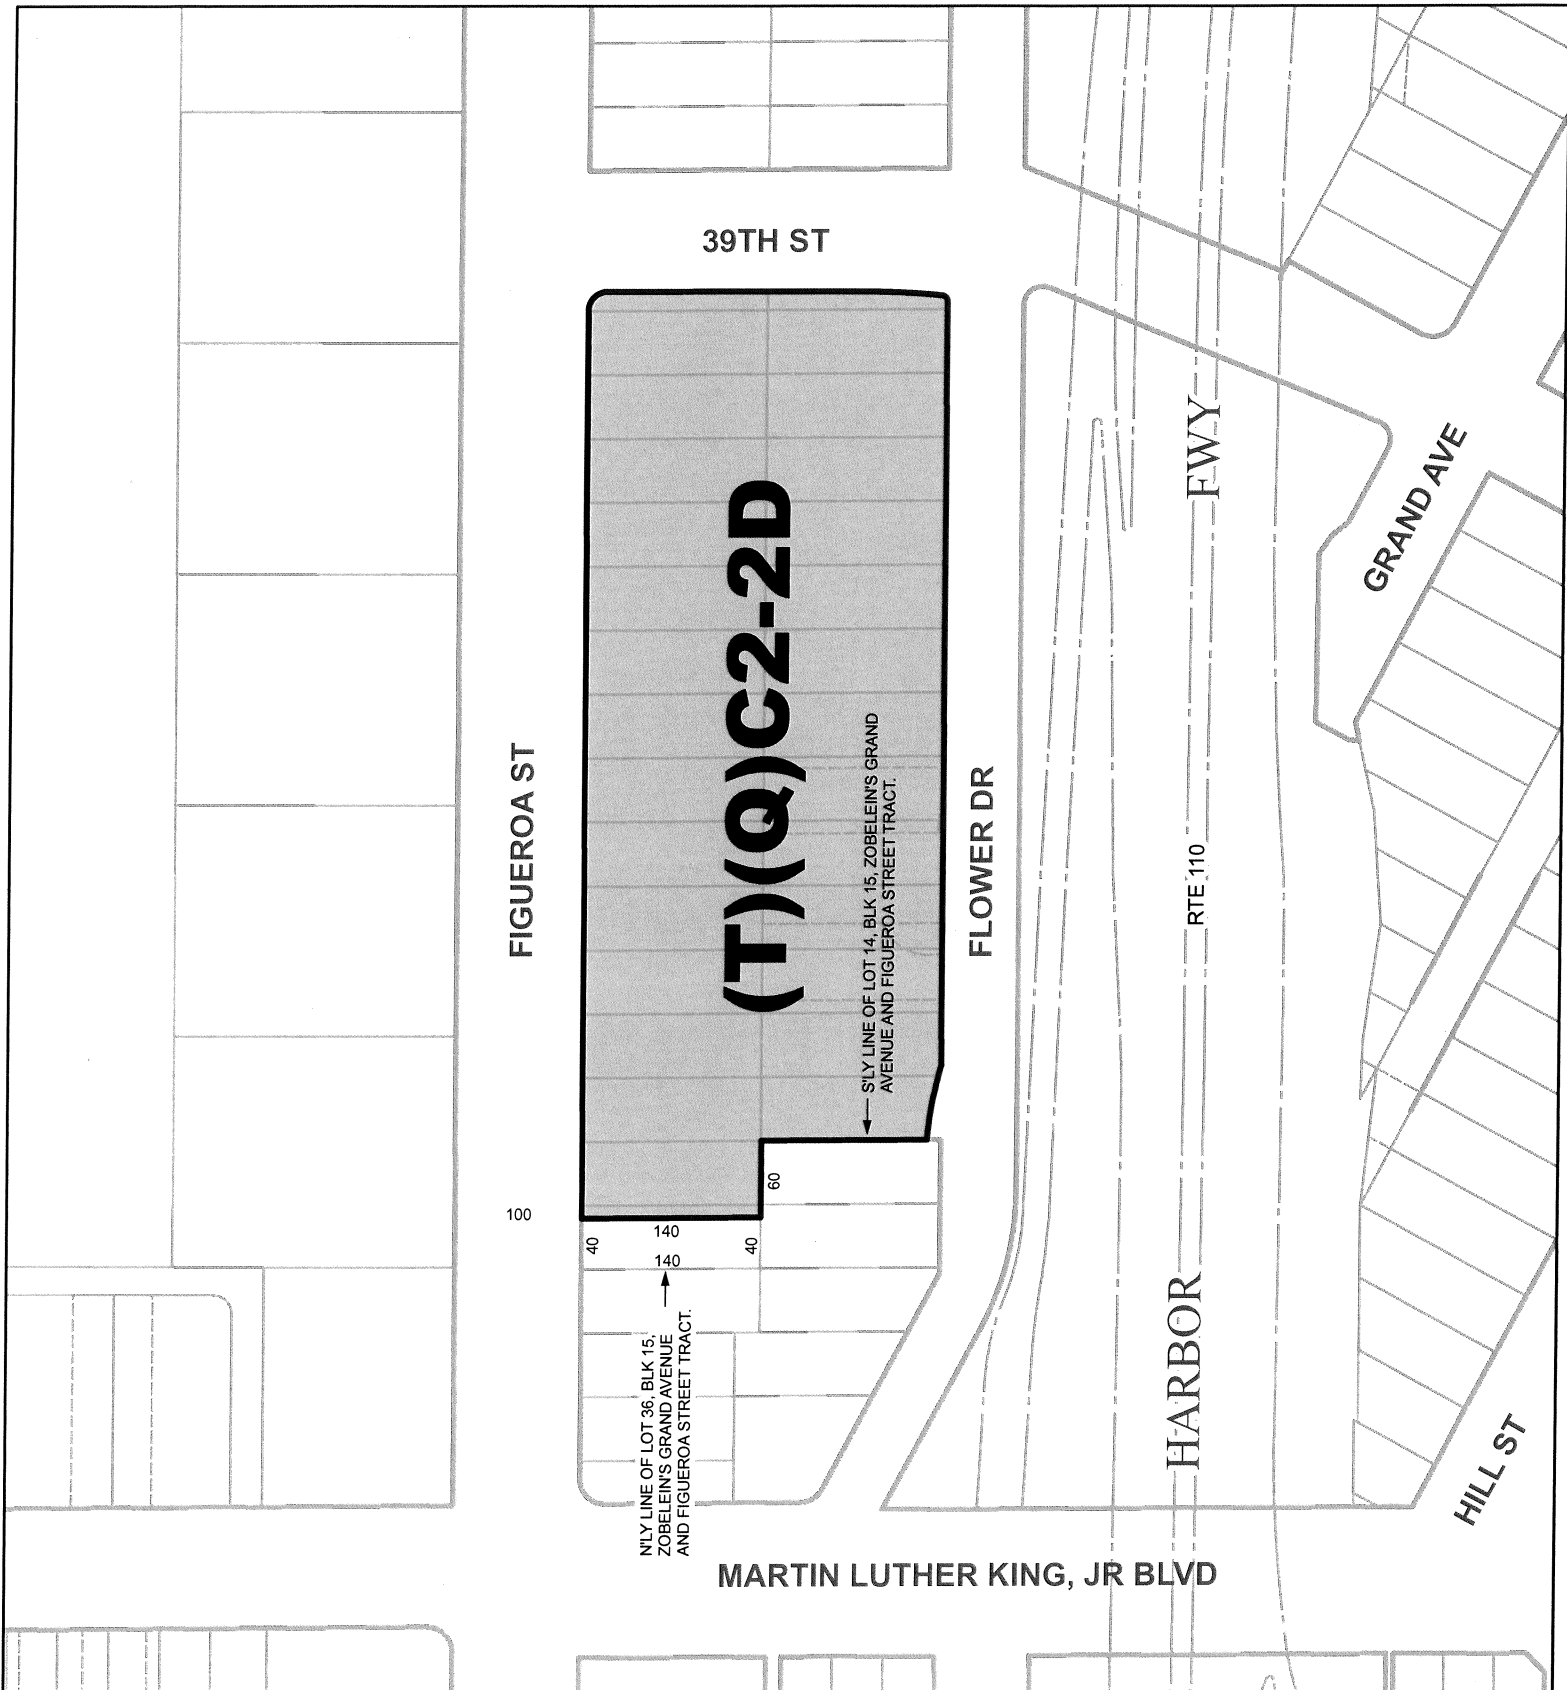 39TH ST
FWY
GRAND AVE
(T)(Q)C2-2D
FIGUEROA ST
S'LY LINE OF LOT 14, BLK 15, ZOBELEIN'S GRAND
AVENUE AND FIGUEROA STREET TRACT.
FLOWER DR
RTE 110
60
100
40
140
40
140
N'LY LINE OF LOT 36, BLK 15,
ZOBELEIN'S GRAND AVENUE
AND FIGUEROA STREET TRACT.
HARBOR
HILL ST
MARTIN LUTHER KING, JR BLVD